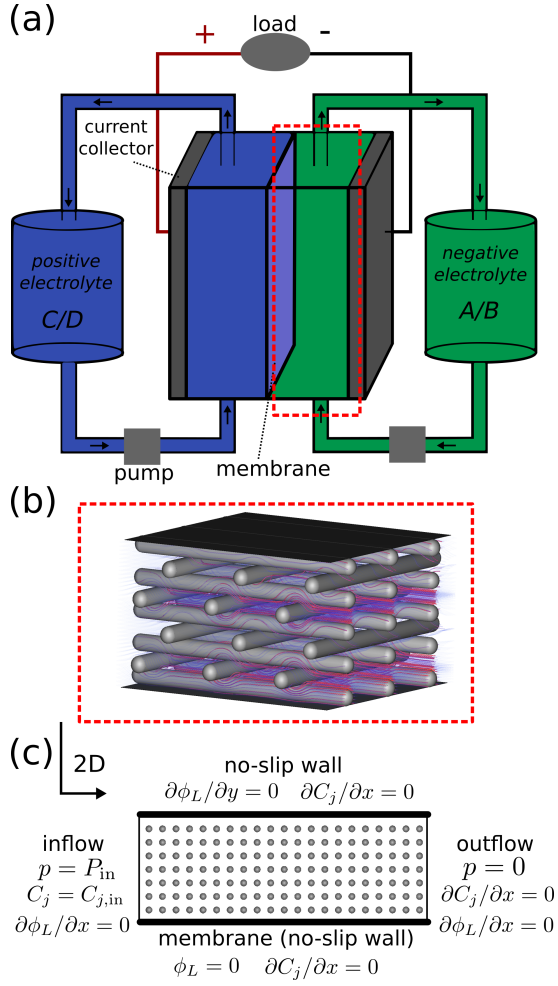 (a)
load
+
-
current
collector
positive
electrolyte
C/D
negative
electrolyte
A/B
pump
membrane
(b)
(c)
2D
no-slip wall
∂ϕ_L/∂y = 0 ∂C_j/∂x = 0
inflow
p = P_in
C_j = C_j,in
∂ϕ_L/∂x = 0
outflow
p = 0
∂C_j/∂x = 0
∂ϕ_L/∂x = 0
membrane (no-slip wall)
ϕ_L = 0 ∂C_j/∂x = 0